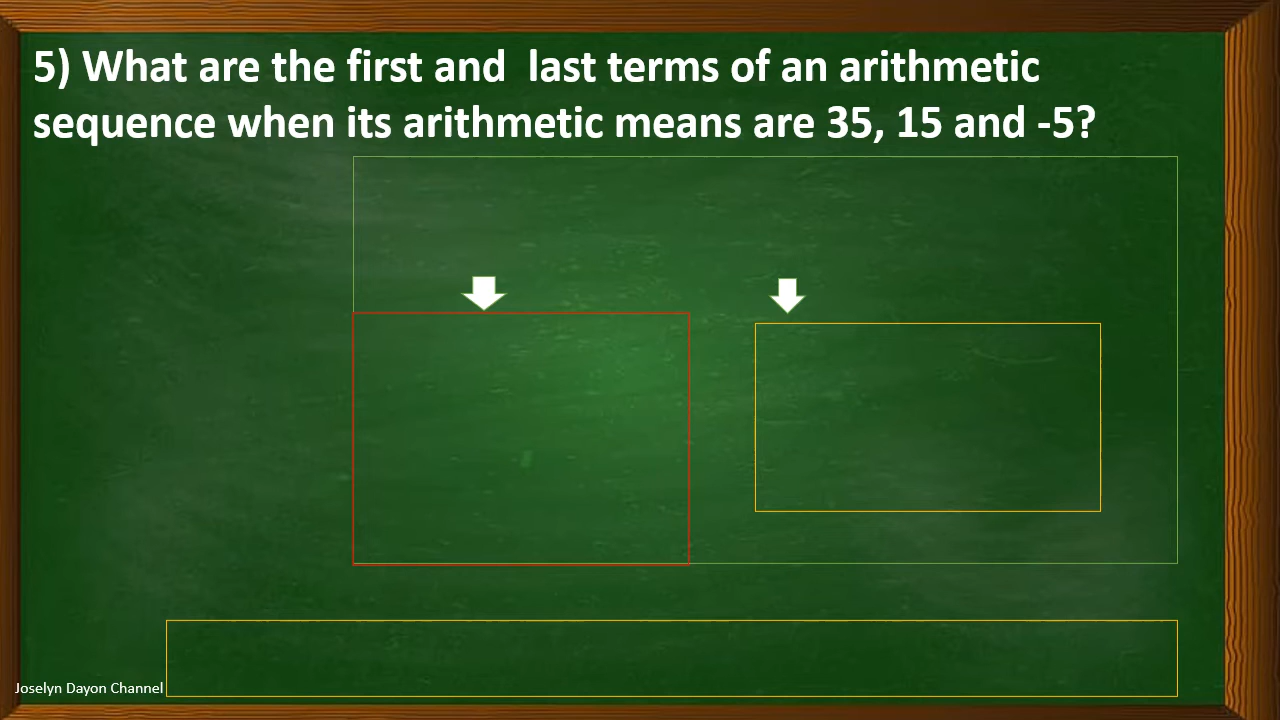 5) What are the first and  last terms of an arithmetic
sequence when its arithmetic means are 35, 15 and -5?
Joselyn Dayon Channel